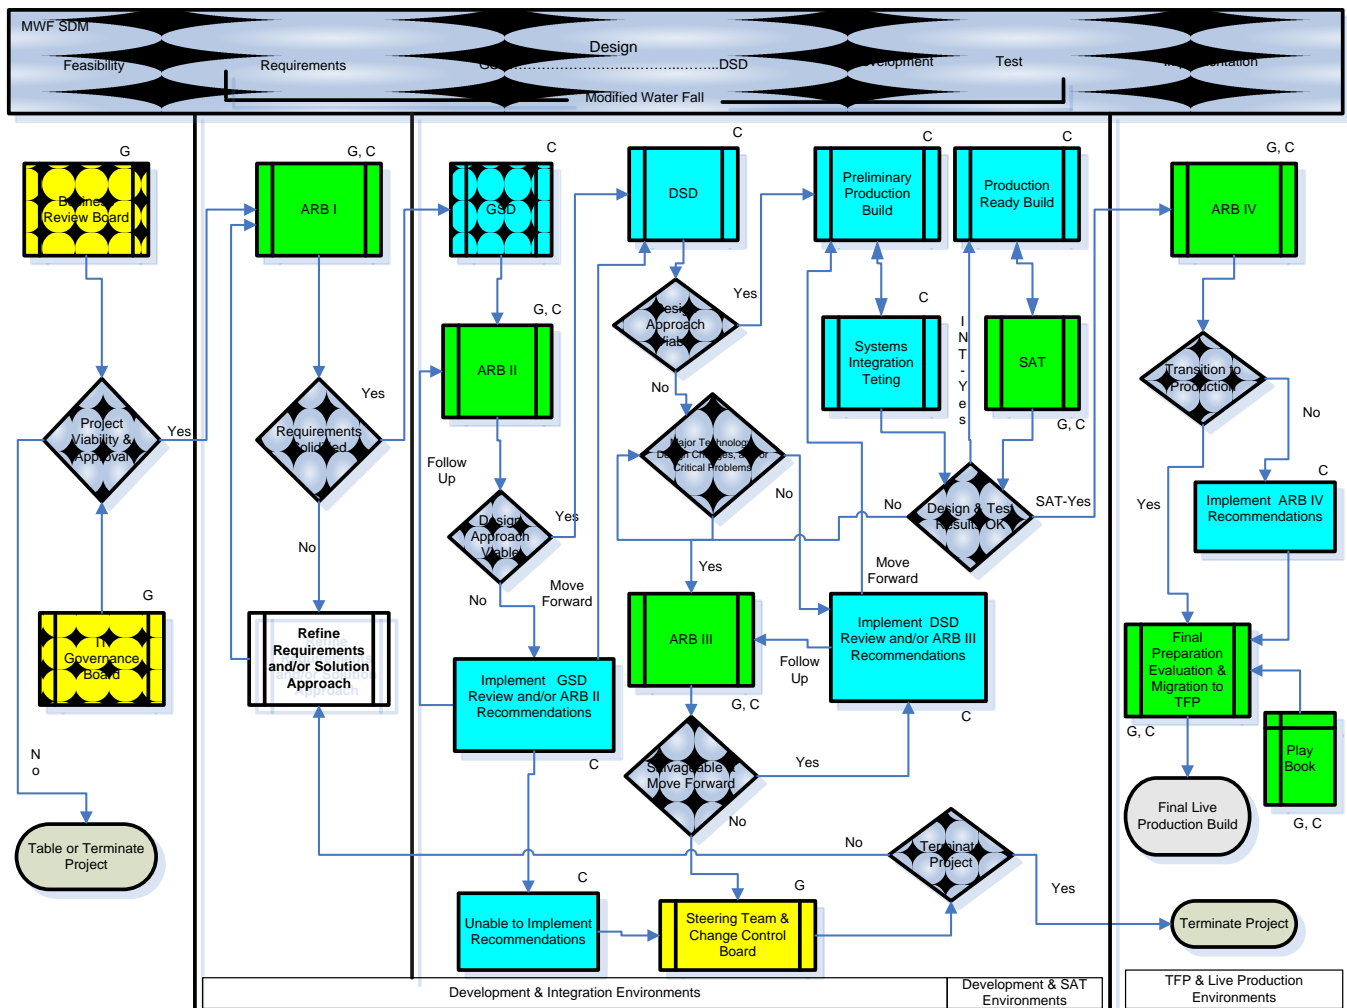 MWF SDM
Design
Feasibility
Requirements
DSD
Test
Modified Water Fall
G
G, C
C
C
C
C
G, C
Review Board
ARB I
GSD
DSD
Preliminary
Production
Build
Production
Ready Build
ARB IV
G, C
ARB II
Approach
Yes
C
Systems
Integration
Teting
INT-Yes
SAT
G, C
Transition to
Production
No
Project
Viability &
Approval
Yes
Requirements
Yes
Follow
Up
No
Major Technology
Critical Problems
No
No
Design & Test
Results OK
SAT-Yes
Yes
C
Implement ARB IV
Recommendations
Design
Approach
Viable
Yes
No
No
Move
Forward
Yes
Move
Forward
G
Governance
Board
Refine
Requirements
and/or Solution
Approach
ARB III
Implement DSD
Review and/or ARB III
Recommendations
Follow
Up
Final
Preparation
Evaluation &
Migration to
TFP
Implement GSD
Review and/or ARB II
Recommendations
G, C
C
G, C
Play
Book
No
C
Move Forward
Yes
No
Final Live
Production Build
G, C
Table or Terminate
Project
No
Project
Yes
C
G
Unable to Implement
Recommendations
Steering Team &
Change Control
Board
Terminate Project
Development & Integration Environments
Development & SAT
Environments
TFP & Live Production
Environments